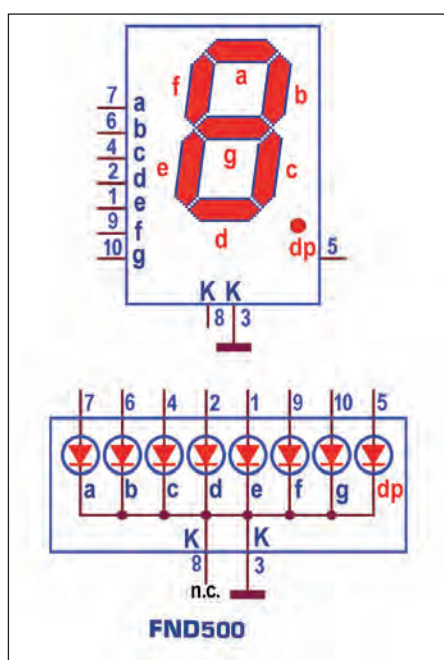 a
f
b
7 a
6 b
4 c
g
2 d
e
c
1 e
9 f
d
dp
10 g
5
K K
8 3
7 6 4 2 1 9 10 5
a b c d e f g dp
K K
8 3
n.c.
FND500